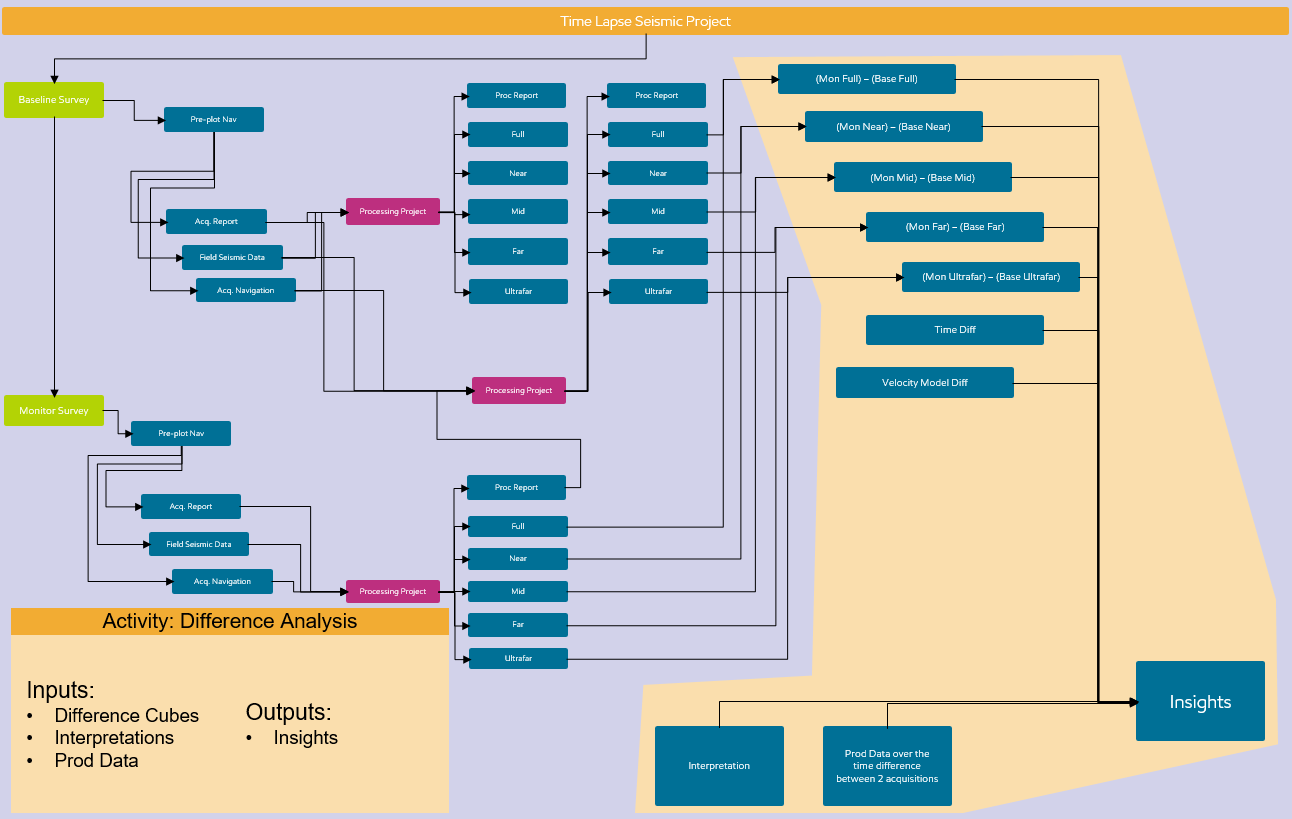 Time Lapse Seismic Project
Baseline Survey
Pre-plot Nav
Acq. Report
Field Seismic Data
Acq. Navigation
Processing Project
Proc Report
Full
Near
Mid
Far
Ultrafar
Proc Report
Full
Near
Mid
Far
Ultrafar
Processing Project
(Mon Full) – (Base Full)
(Mon Near) – (Base Near)
(Mon Mid) – (Base Mid)
(Mon Far) – (Base Far)
(Mon Ultrafar) – (Base Ultrafar)
Time Diff
Velocity Model Diff
Monitor Survey
Pre-plot Nav
Acq. Report
Field Seismic Data
Acq. Navigation
Processing Project
Proc Report
Full
Near
Mid
Far
Ultrafar
Activity: Difference Analysis
Inputs:
• Difference Cubes
• Interpretations
• Prod Data
Outputs:
• Insights
Interpretation
Prod Data over the
time difference
between 2 acquisitions
Insights